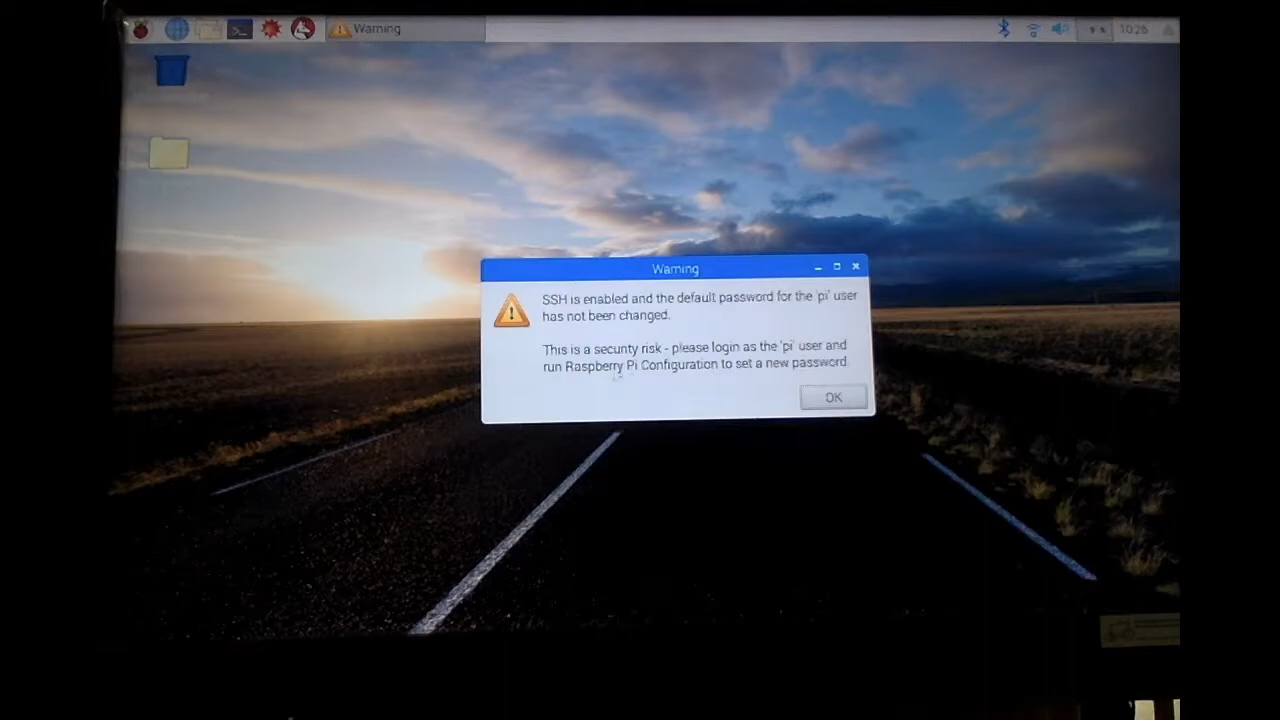 Warning
10:26
Warning
SSH is enabled and the default password for the 'pi' user
has not been changed.
This is a security risk - please login as the 'pi' user and
run Raspberry Pi Configuration to set a new password.
OK